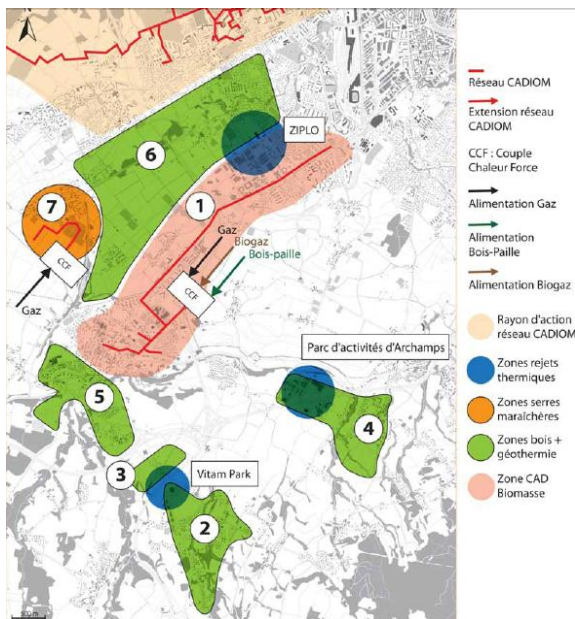 ZIPLO
6
1
7
CCF
Gaz
Gaz
Biogaz
Bois-paille
CCF
Parc d'activités d'Archamps
5
4
3
Vitam Park
2
Réseau CADIOM
Extension réseau
CADIOM
CCF : Couple
Chaleur Force
Alimentation Gaz
Alimentation
Bois-Paille
Alimentation Biogaz
Rayon d'action
réseau CADIOM
Zones rejets
thermiques
Zones serres
maraîchères
Zones bois +
géothermie
Zone CAD
Biomasse